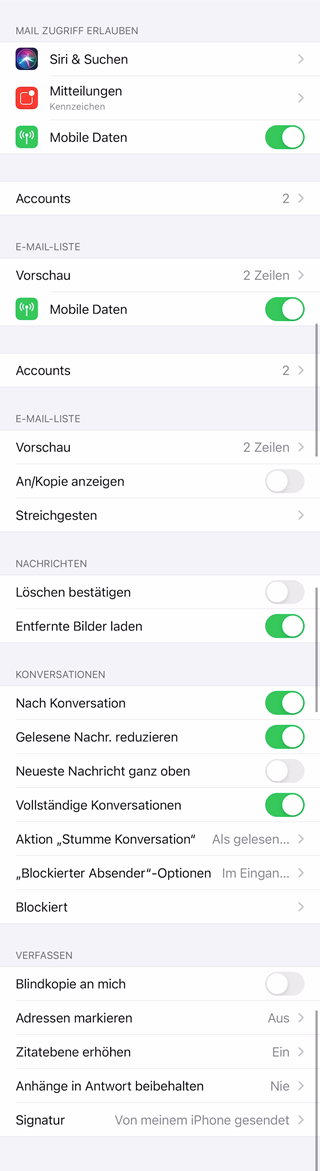 MAIL ZUGRIFF ERLAUBEN
Siri & Suchen
Mitteilungen
Kennzeichen
Mobile Daten
Accounts 2
E-MAIL-LISTE
Vorschau 2 Zeilen
Mobile Daten
Accounts 2
E-MAIL-LISTE
Vorschau 2 Zeilen
An/Kopie anzeigen
Streichgesten
NACHRICHTEN
Löschen bestätigen
Entfernte Bilder laden
KONVERSATIONEN
Nach Konversation
Gelesene Nachr. reduzieren
Neueste Nachricht ganz oben
Vollständige Konversationen
Aktion „Stumme Konversation“ Als gelesen...
„Blockierter Absender“-Optionen Im Eingan...
Blockiert
VERFASSEN
Blindkopie an mich
Adressen markieren Aus
Zitatebene erhöhen Ein
Anhänge in Antwort beibehalten Nie
Signatur Von meinem iPhone gesendet